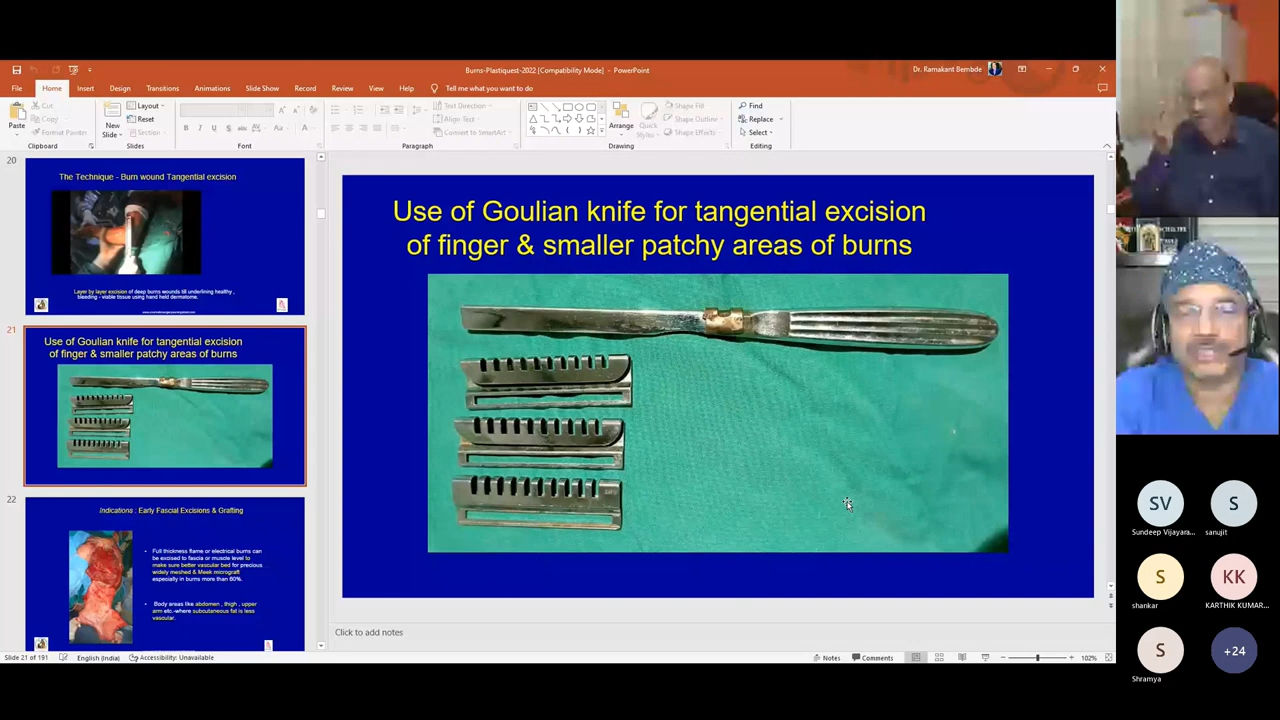 Burns-Plastiquest-2022 [Compatibility Mode] - PowerPoint
Dr. Ramakant Bembde
File Home Insert Design Transitions Animations Slide Show Record Review View Help Tell me what you want to do
Paste
Cut
Copy
Format Painter
Clipboard
New
Slide
Layout
Reset
Section
Slides
Font
Text Direction
Align Text
Convert to SmartArt
Paragraph
Arrange
Quick
Styles
Shape Fill
Shape Outline
Shape Effects
Drawing
Find
Replace
Select
Editing
20
The Technique - Burn wound Tangential excision
Layer by layer excision of deep burns wounds till underlining healthy ,
bleeding - viable tissue using hand held dermatome.
21
Use of Goulian knife for tangential excision
of finger & smaller patchy areas of burns
22
Indications : Early Fascial Excisions & Grafting
• Full thickness flame or electrical burns can
be excised to fascia or muscle level to
make sure better vascular bed for precious
widely meshed & Meek micrograft
especially in burns more than 60%.
• Body areas like abdomen , thigh , upper
arm etc.-where subcutaneous fat is less
vascular.
Use of Goulian knife for tangential excision
of finger & smaller patchy areas of burns
Click to add notes
Slide 21 of 191
English (India)
Accessibility: Unavailable
Notes
Comments
102%
SV
Sundeep Vijayara...
S
sanujit
S
shankar
KK
KARTHIK KUMAR...
S
Shramya
+24